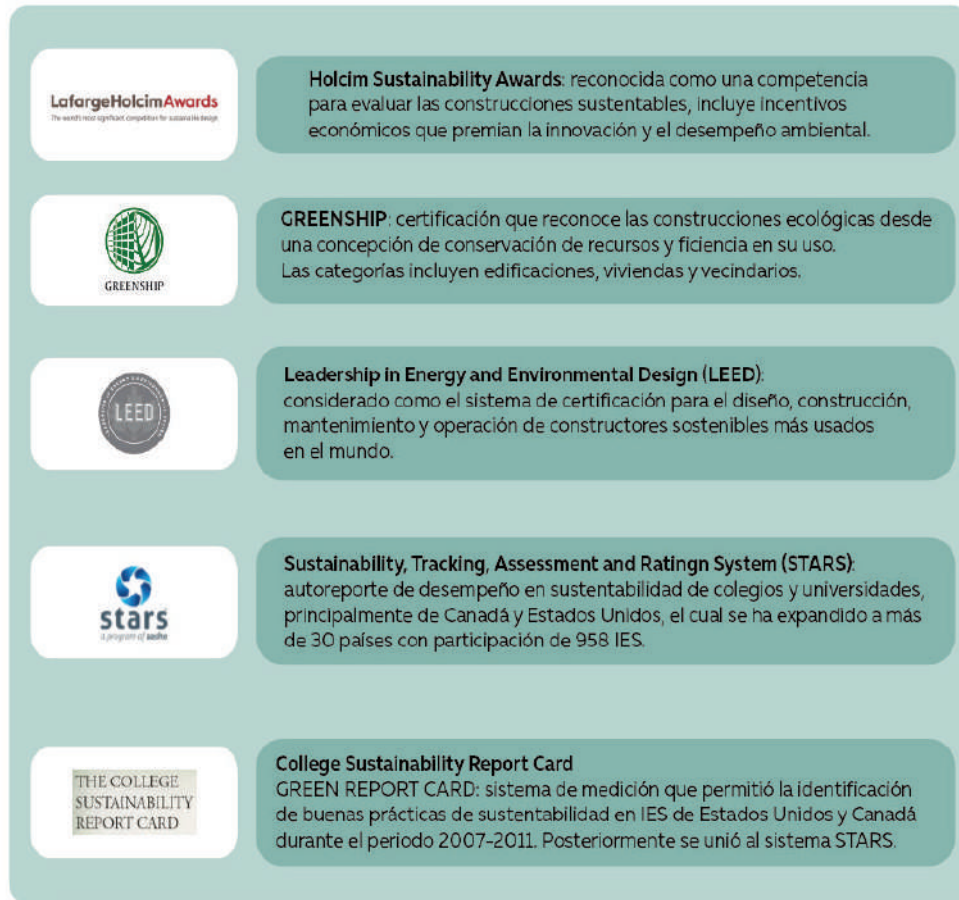 LafargeHolcimAwards
The world's most significant competition for sustainable design
Holcim Sustainability Awards: reconocida como una competencia
para evaluar las construcciones sustentables, incluye incentivos
económicos que premian la innovación y el desempeño ambiental.
GREENSHIP
GREENSHIP: certificación que reconoce las construcciones ecológicas desde
una concepción de conservación de recursos y ficiencia en su uso.
Las categorías incluyen edificaciones, viviendas y vecindarios.
LEED
Leadership in Energy and Environmental Design (LEED):
considerado como el sistema de certificación para el diseño, construcción,
mantenimiento y operación de constructores sostenibles más usados
en el mundo.
stars
a program of aashe
Sustainability, Tracking, Assessment and Ratingn System (STARS):
autoreporte de desempeño en sustentabilidad de colegios y universidades,
principalmente de Canadá y Estados Unidos, el cual se ha expandido a más
de 30 países con participación de 958 IES.
THE COLLEGE
SUSTAINABILITY
REPORT CARD
College Sustainability Report Card
GREEN REPORT CARD: sistema de medición que permitió la identificación
de buenas prácticas de sustentabilidad en IES de Estados Unidos y Canadá
durante el periodo 2007-2011. Posteriormente se unió al sistema STARS.